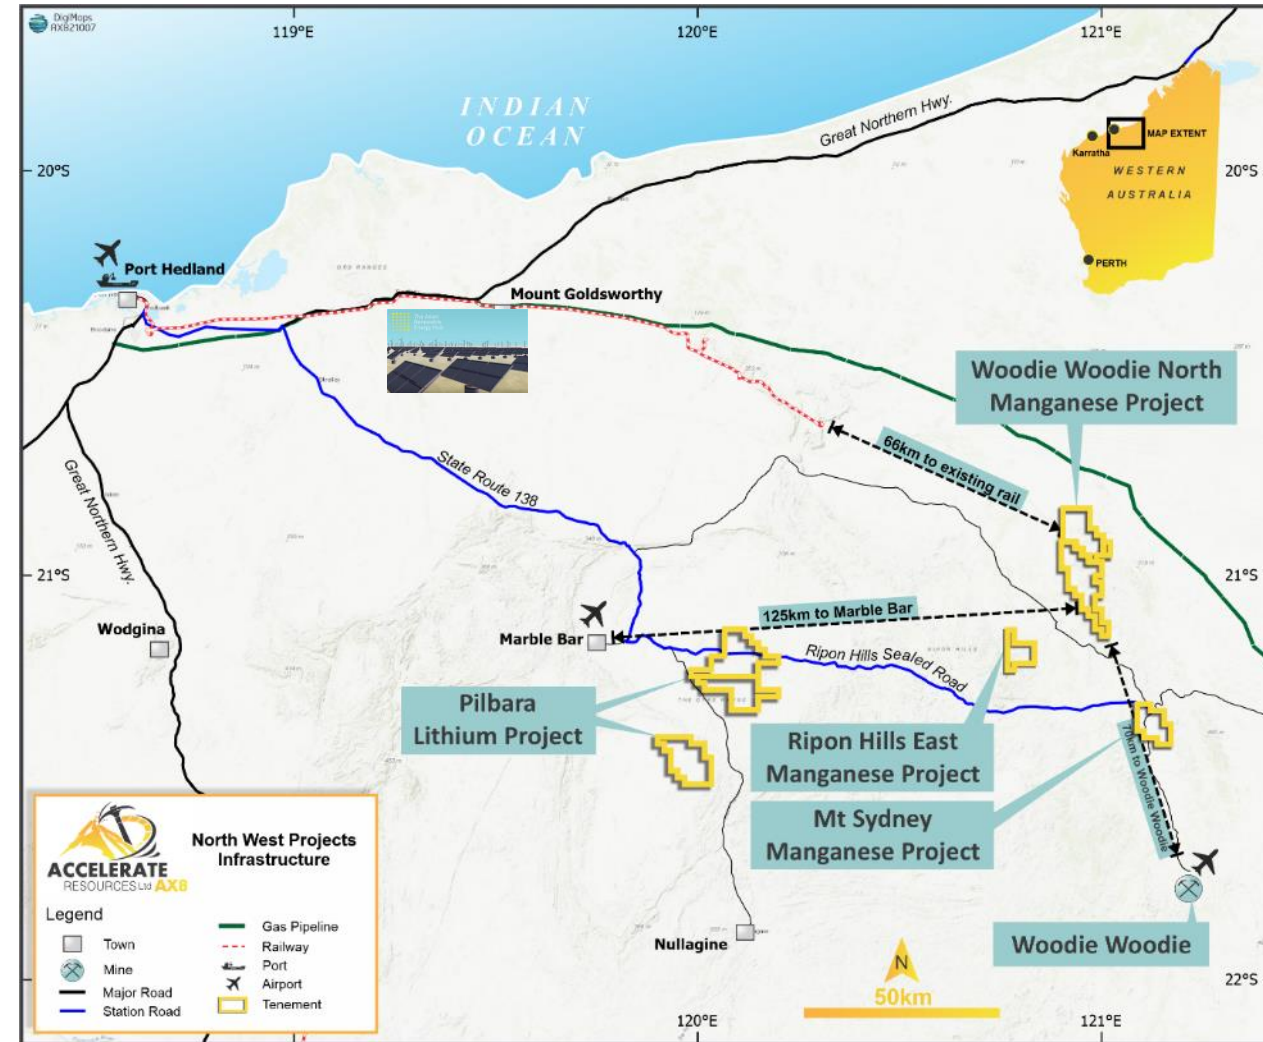 DigiMaps
AX821007
119°E
120°E
121°E
INDIAN
OCEAN
Great Northern Hwy.
MAP EXTENT
Karratha
WESTERN
AUSTRALIA
PERTH
20°S
20°S
Port Hedland
Mount Goldsworthy
Woodie Woodie North
Manganese Project
66km to existing rail
State Route 138
Great Northern Hwy.
21°S
21°S
125km to Marble Bar
Wodgina
Marble Bar
Ripon Hills Sealed Road
RIPON HILLS
Pilbara
Lithium Project
Ripon Hills East
Manganese Project
70km to Woodie Woodie
Mt Sydney
Manganese Project
ACCELERATE
RESOURCES Ltd AX8
North West Projects
Infrastructure
Legend
Town
Mine
Major Road
Station Road
Gas Pipeline
Railway
Port
Airport
Tenement
Nullagine
Woodie Woodie
N
50km
22°S
120°E
121°E